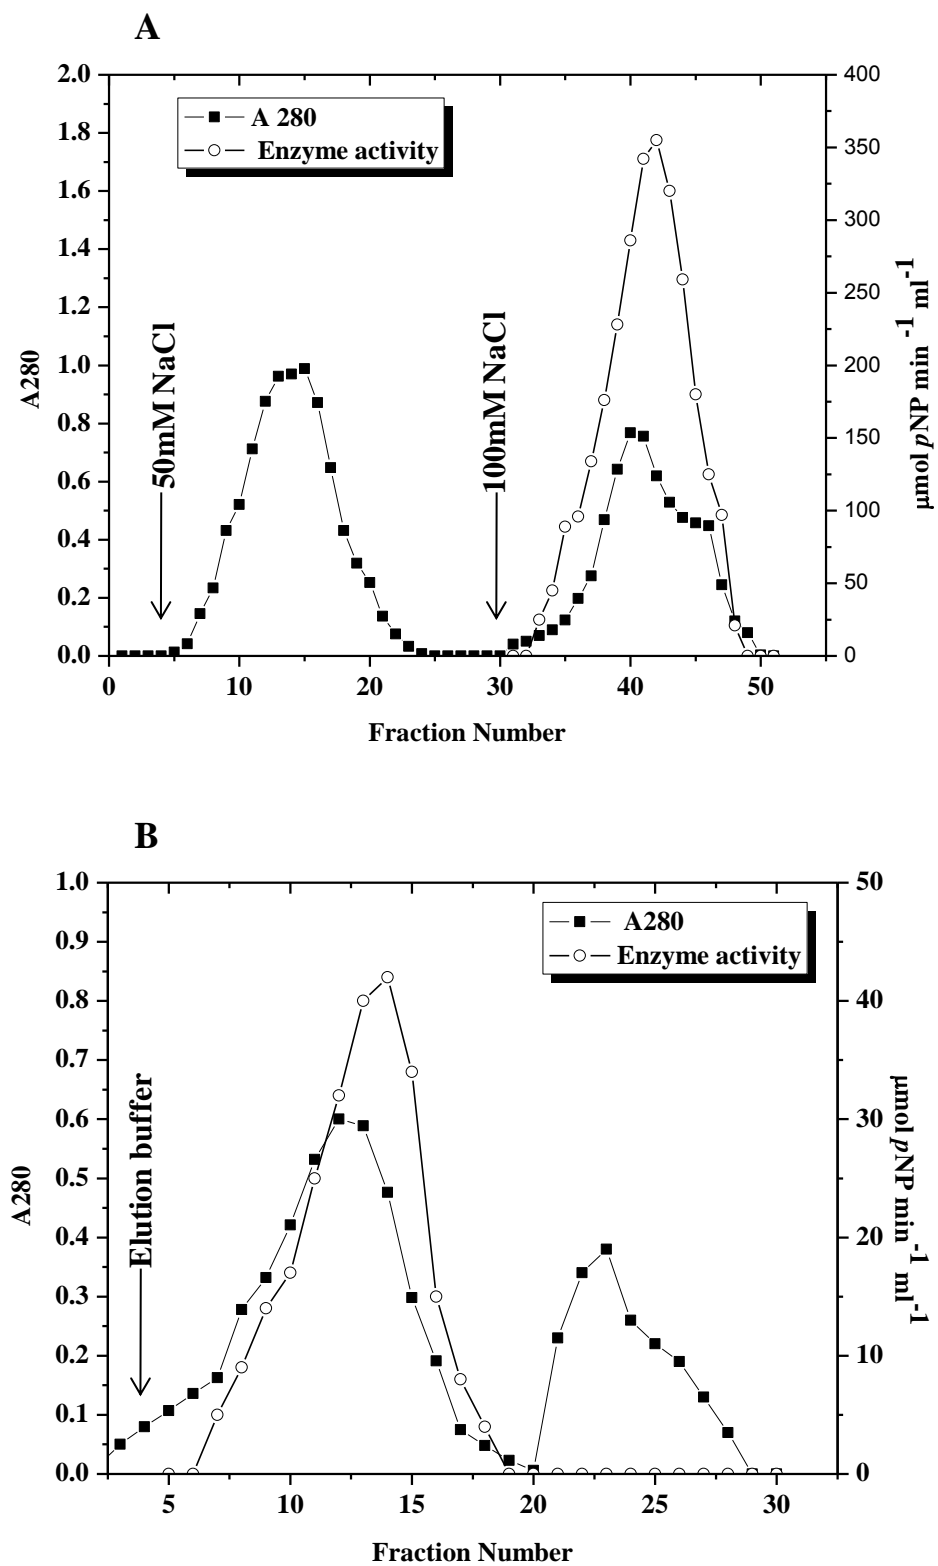 A
2.0
1.8
1.6
1.4
1.2
1.0
0.8
0.6
0.4
0.2
0.0
A280
A 280
Enzyme activity
50mM NaCl
100mM NaCl
400
350
300
250
200
150
100
50
0
μmol pNP min-1 ml-1
0 10 20 30 40 50
Fraction Number
B
1.0
0.9
0.8
0.7
0.6
0.5
0.4
0.3
0.2
0.1
0.0
A280
A280
Enzyme activity
Elution buffer
50
40
30
20
10
0
μmol pNP min-1 ml-1
5 10 15 20 25 30
Fraction Number